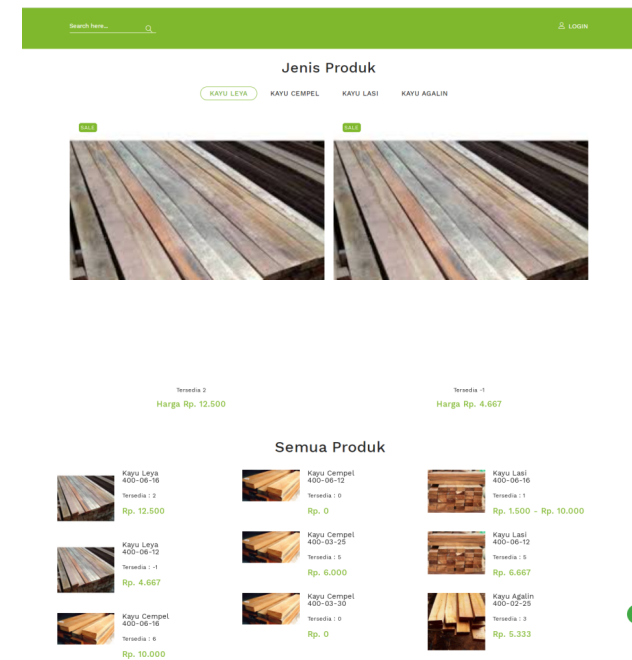 Search here...
LOGIN
Jenis Produk
KAYU LEYA
KAYU CEMPEL
KAYU LASI
KAYU AGALIN
SALE
SALE
Tersedia 2
Harga Rp. 12.500
Tersedia -1
Harga Rp. 4.667
Semua Produk
Kayu Leya
400-06-16
Tersedia : 2
Rp. 12.500
Kayu Leya
400-06-12
Tersedia : -1
Rp. 4.667
Kayu Cempel
400-06-16
Tersedia : 6
Rp. 10.000
Kayu Cempel
400-06-12
Tersedia : 0
Rp. 0
Kayu Cempel
400-03-25
Tersedia : 5
Rp. 6.000
Kayu Cempel
400-03-30
Tersedia : 0
Rp. 0
Kayu Lasi
400-06-16
Tersedia : 1
Rp. 1.500 - Rp. 10.000
Kayu Lasi
400-06-12
Tersedia : 5
Rp. 6.667
Kayu Agalin
400-02-25
Tersedia : 3
Rp. 5.333